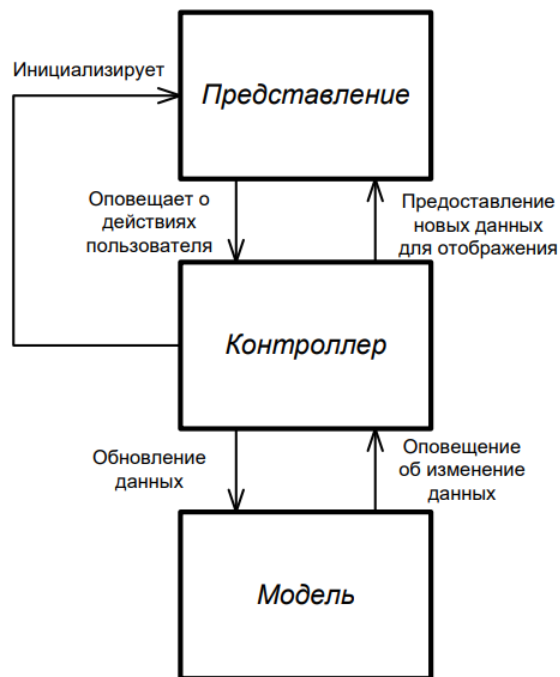 Инициализирует
Представление
Оповещает о
действиях
пользователя
Предоставление
новых данных
для отображения
Контроллер
Обновление
данных
Оповещение
об изменение
данных
Модель